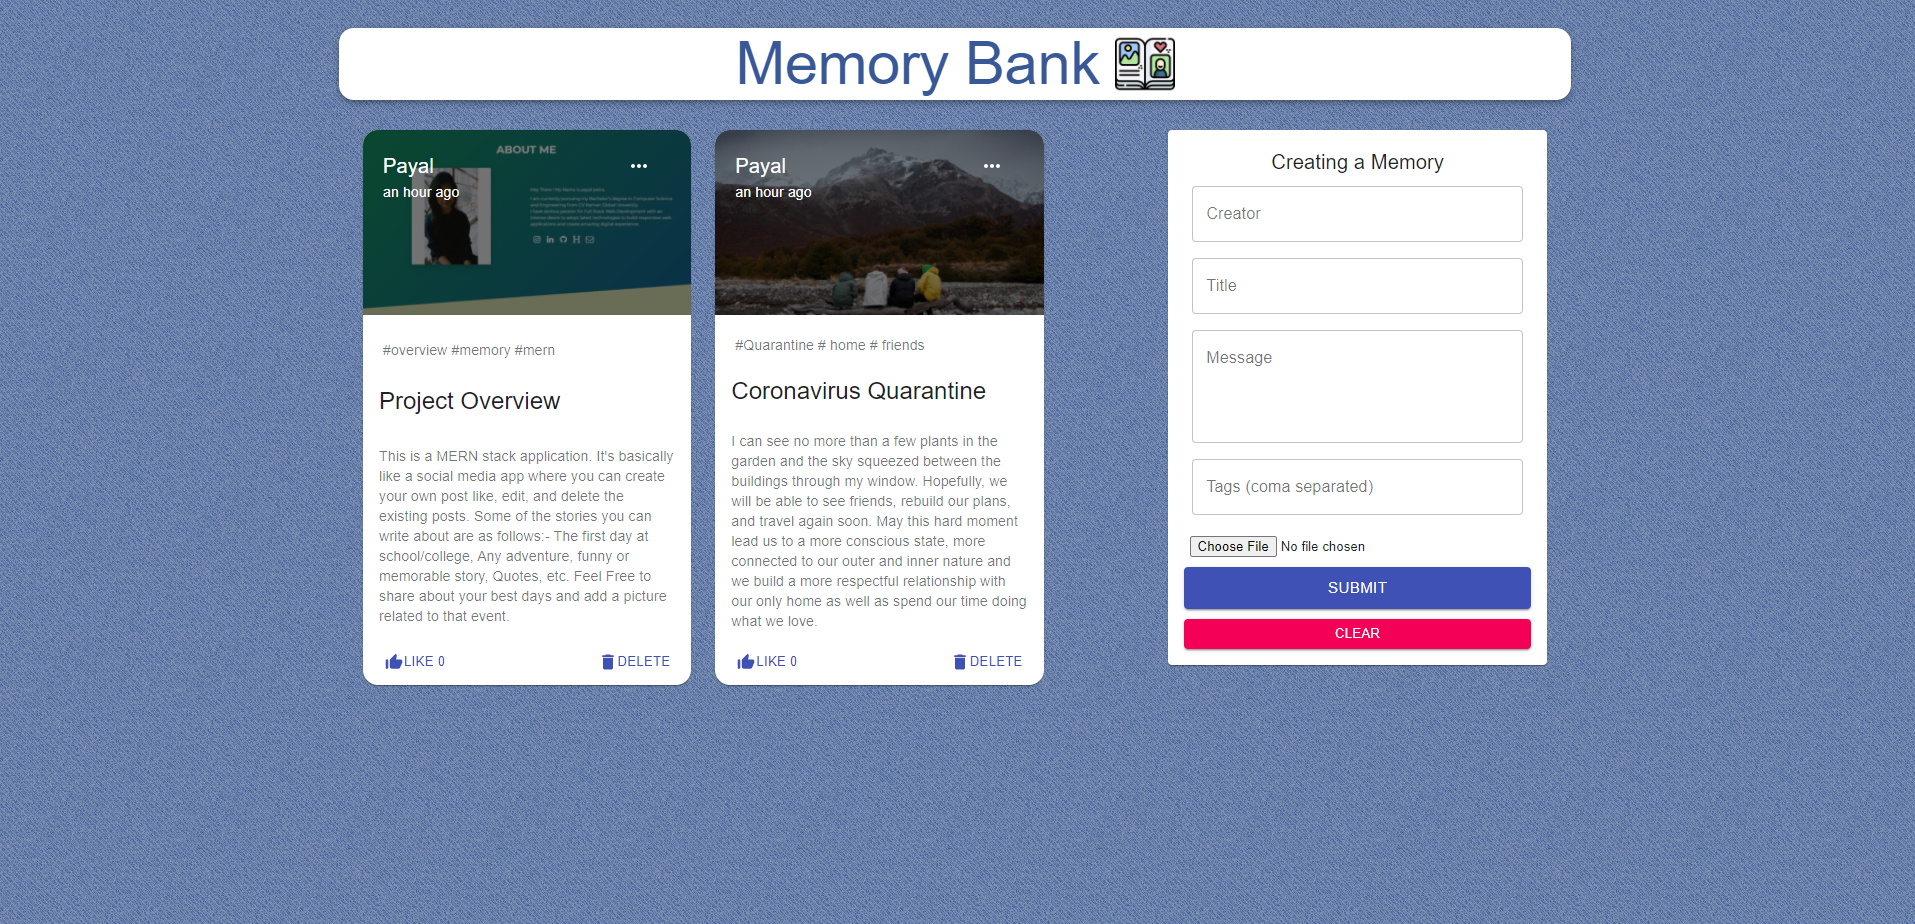 Memory Bank
ABOUT ME
Payal
an hour ago
#overview #memory #mern
Project Overview
This is a MERN stack application. It's basically
like a social media app where you can create
your own post like, edit, and delete the
existing posts. Some of the stories you can
write about are as follows:- The first day at
school/college, Any adventure, funny or
memorable story, Quotes, etc. Feel Free to
share about your best days and add a picture
related to that event.
LIKE 0
DELETE
Payal
an hour ago
#Quarantine # home # friends
Coronavirus Quarantine
I can see no more than a few plants in the
garden and the sky squeezed between the
buildings through my window. Hopefully, we
will be able to see friends, rebuild our plans,
and travel again soon. May this hard moment
lead us to a more conscious state, more
connected to our outer and inner nature and
we build a more respectful relationship with
our only home as well as spend our time doing
what we love.
LIKE 0
DELETE
Creating a Memory
Creator
Title
Message
Tags (coma separated)
Choose File No file chosen
SUBMIT
CLEAR